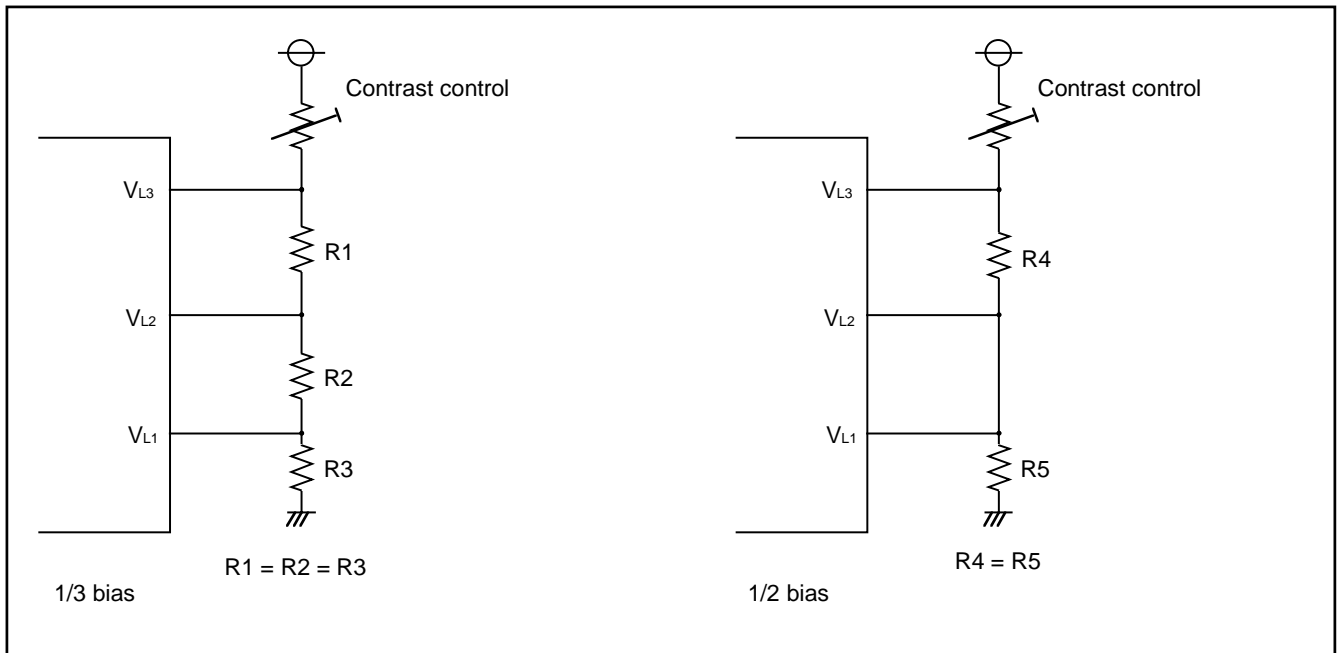 Contrast control
VL3
R1
VL2
R2
VL1
R3
R1 = R2 = R3
1/3 bias
Contrast control
VL3
R4
VL2
VL1
R5
R4 = R5
1/2 bias